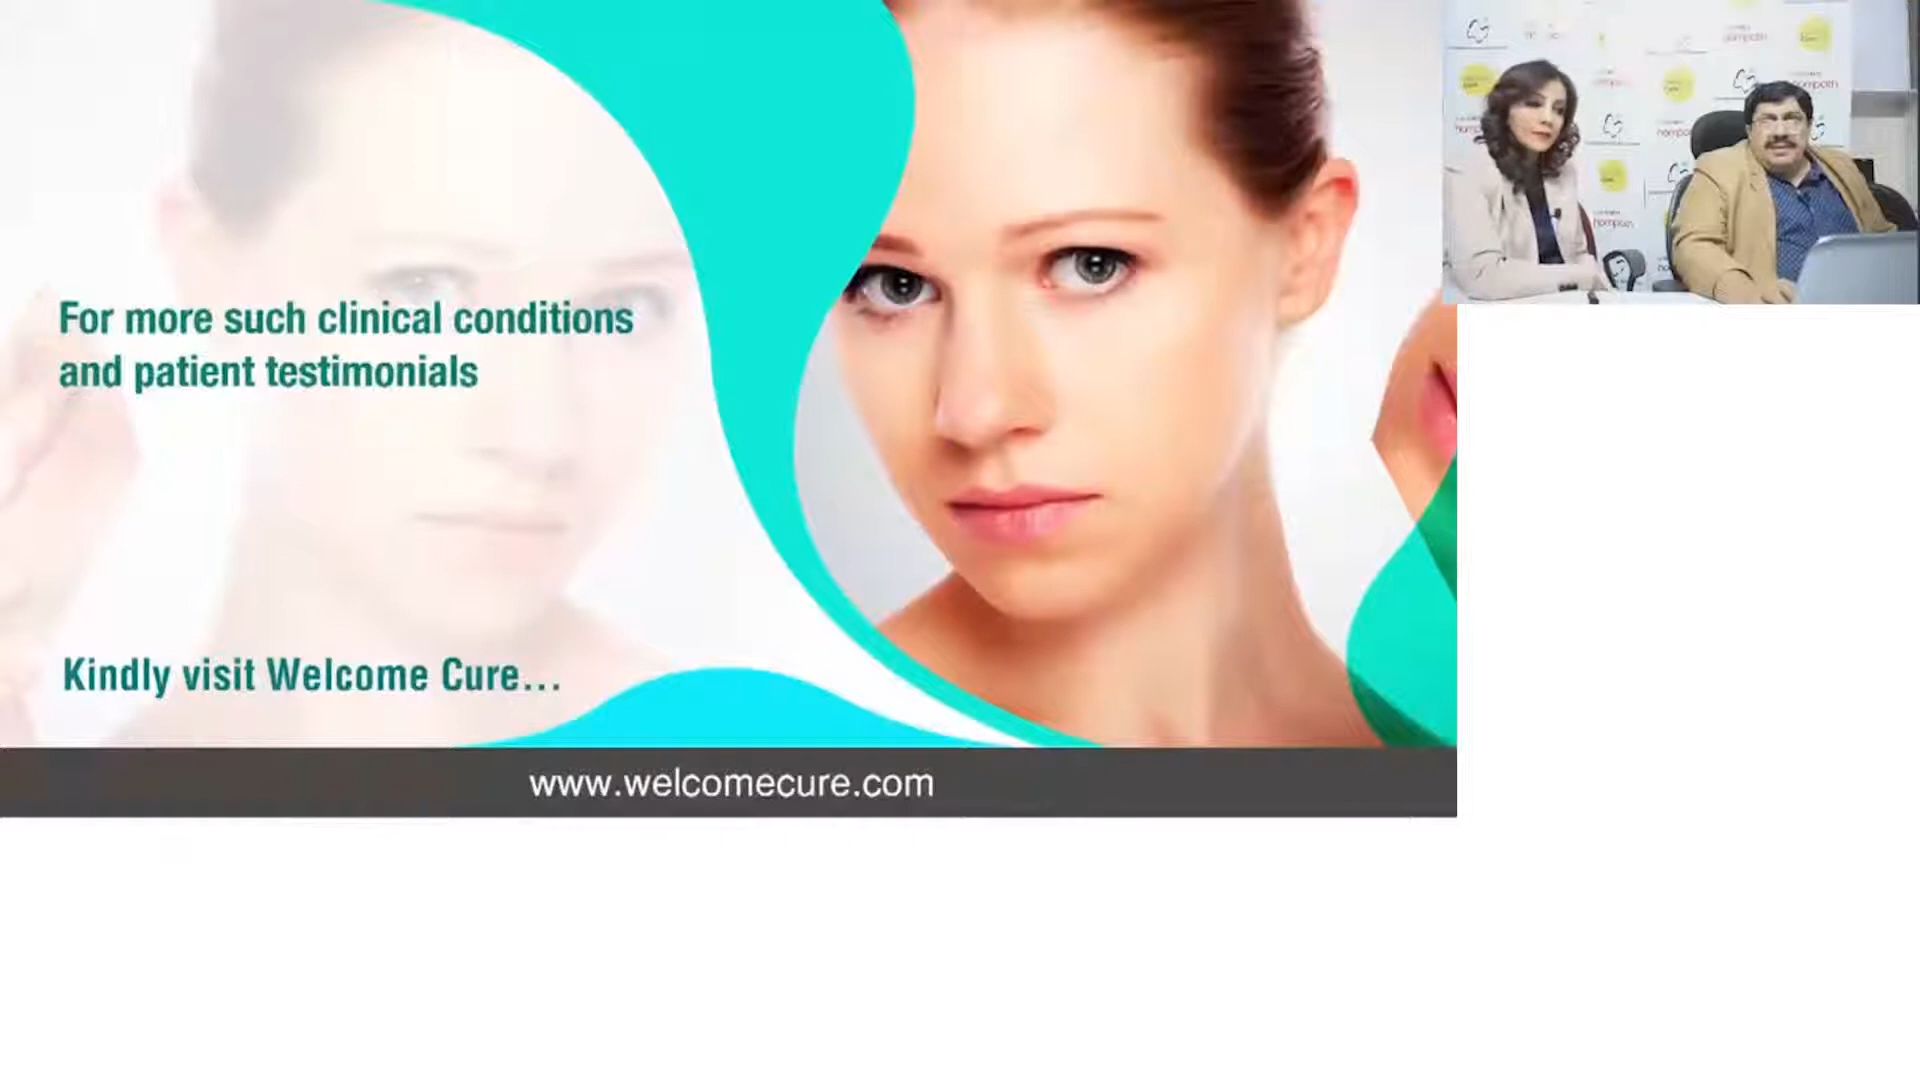 For more such clinical conditions
and patient testimonials
Kindly visit Welcome Cure...
www.welcomecure.com